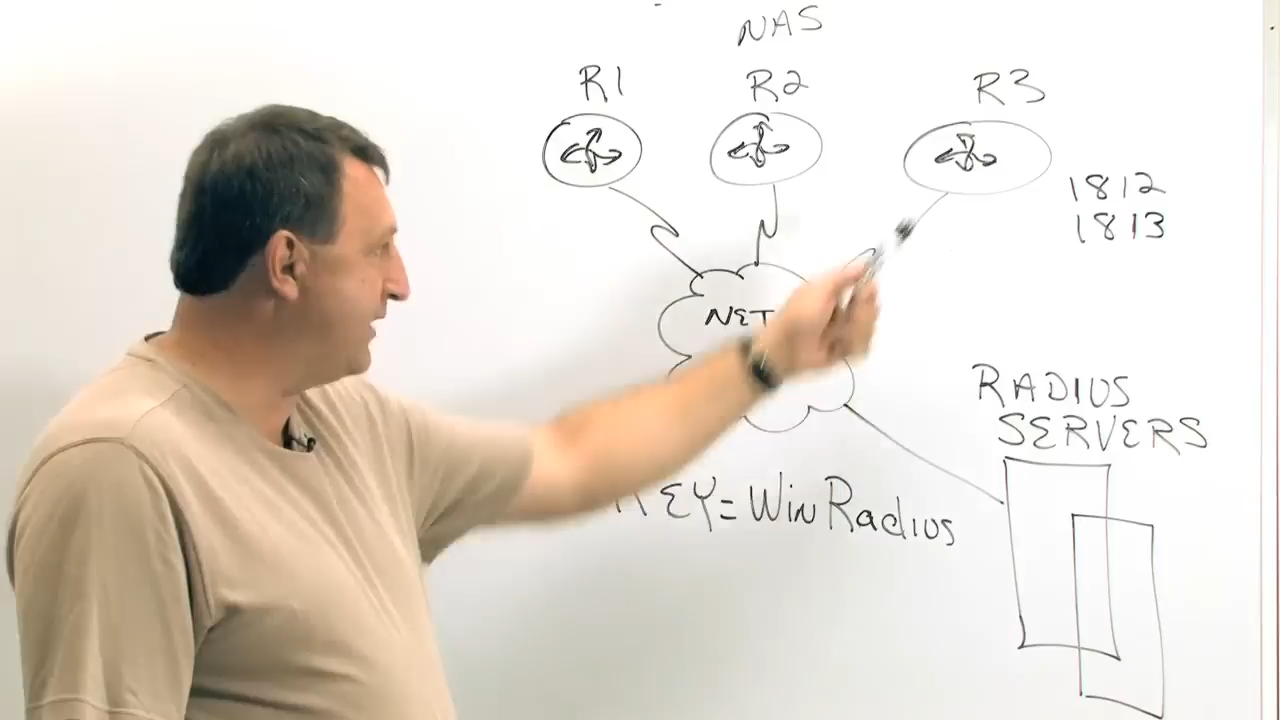 NAS
R1
R2
R3
1812
1813
NET
RADIUS
SERVERS
KEY=WinRadius